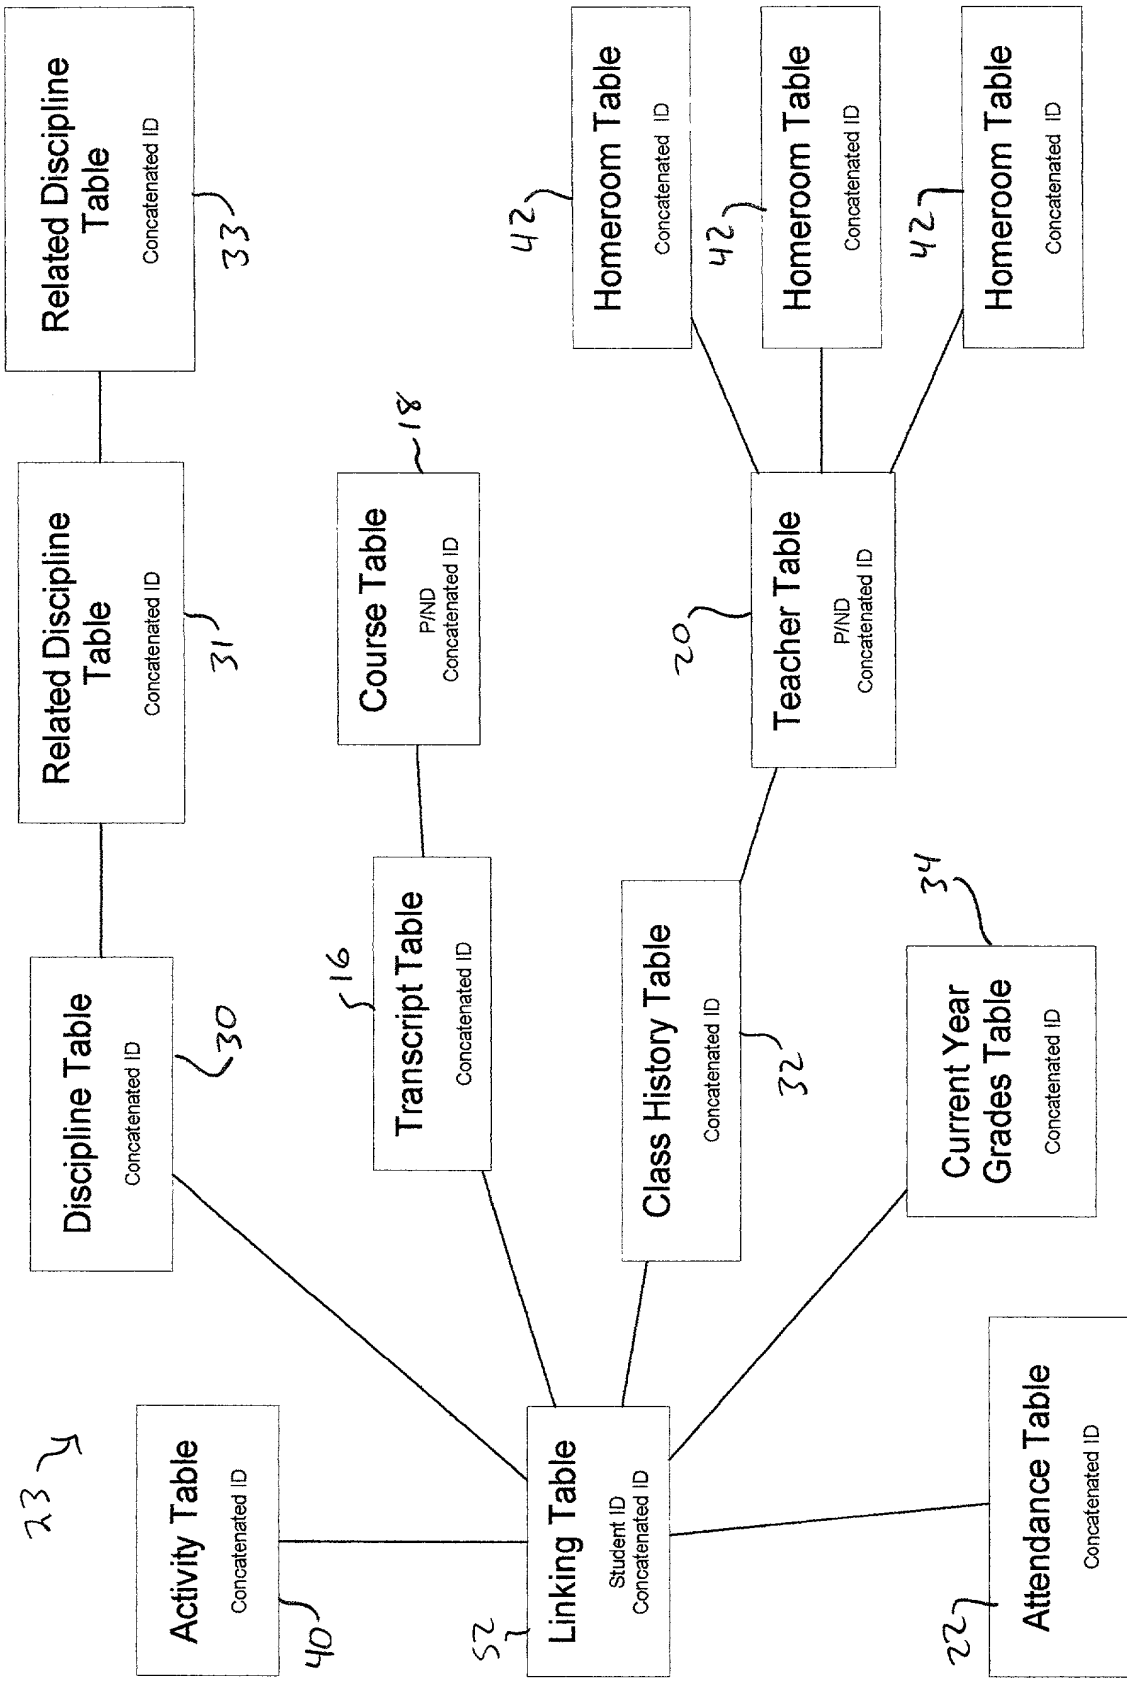 23
Related Discipline
Table
Concatenated ID
33
Related Discipline
Table
Concatenated ID
31
Discipline Table
Concatenated ID
30
Activity Table
Concatenated ID
40
Course Table
P/ND
Concatenated ID
18
Transcript Table
Concatenated ID
16
Linking Table
Student ID
Concatenated ID
52
Class History Table
Concatenated ID
32
Teacher Table
P/ND
Concatenated ID
20
Homeroom Table
Concatenated ID
42
Homeroom Table
Concatenated ID
42
Homeroom Table
Concatenated ID
42
Current Year
Grades Table
Concatenated ID
34
Attendance Table
Concatenated ID
22